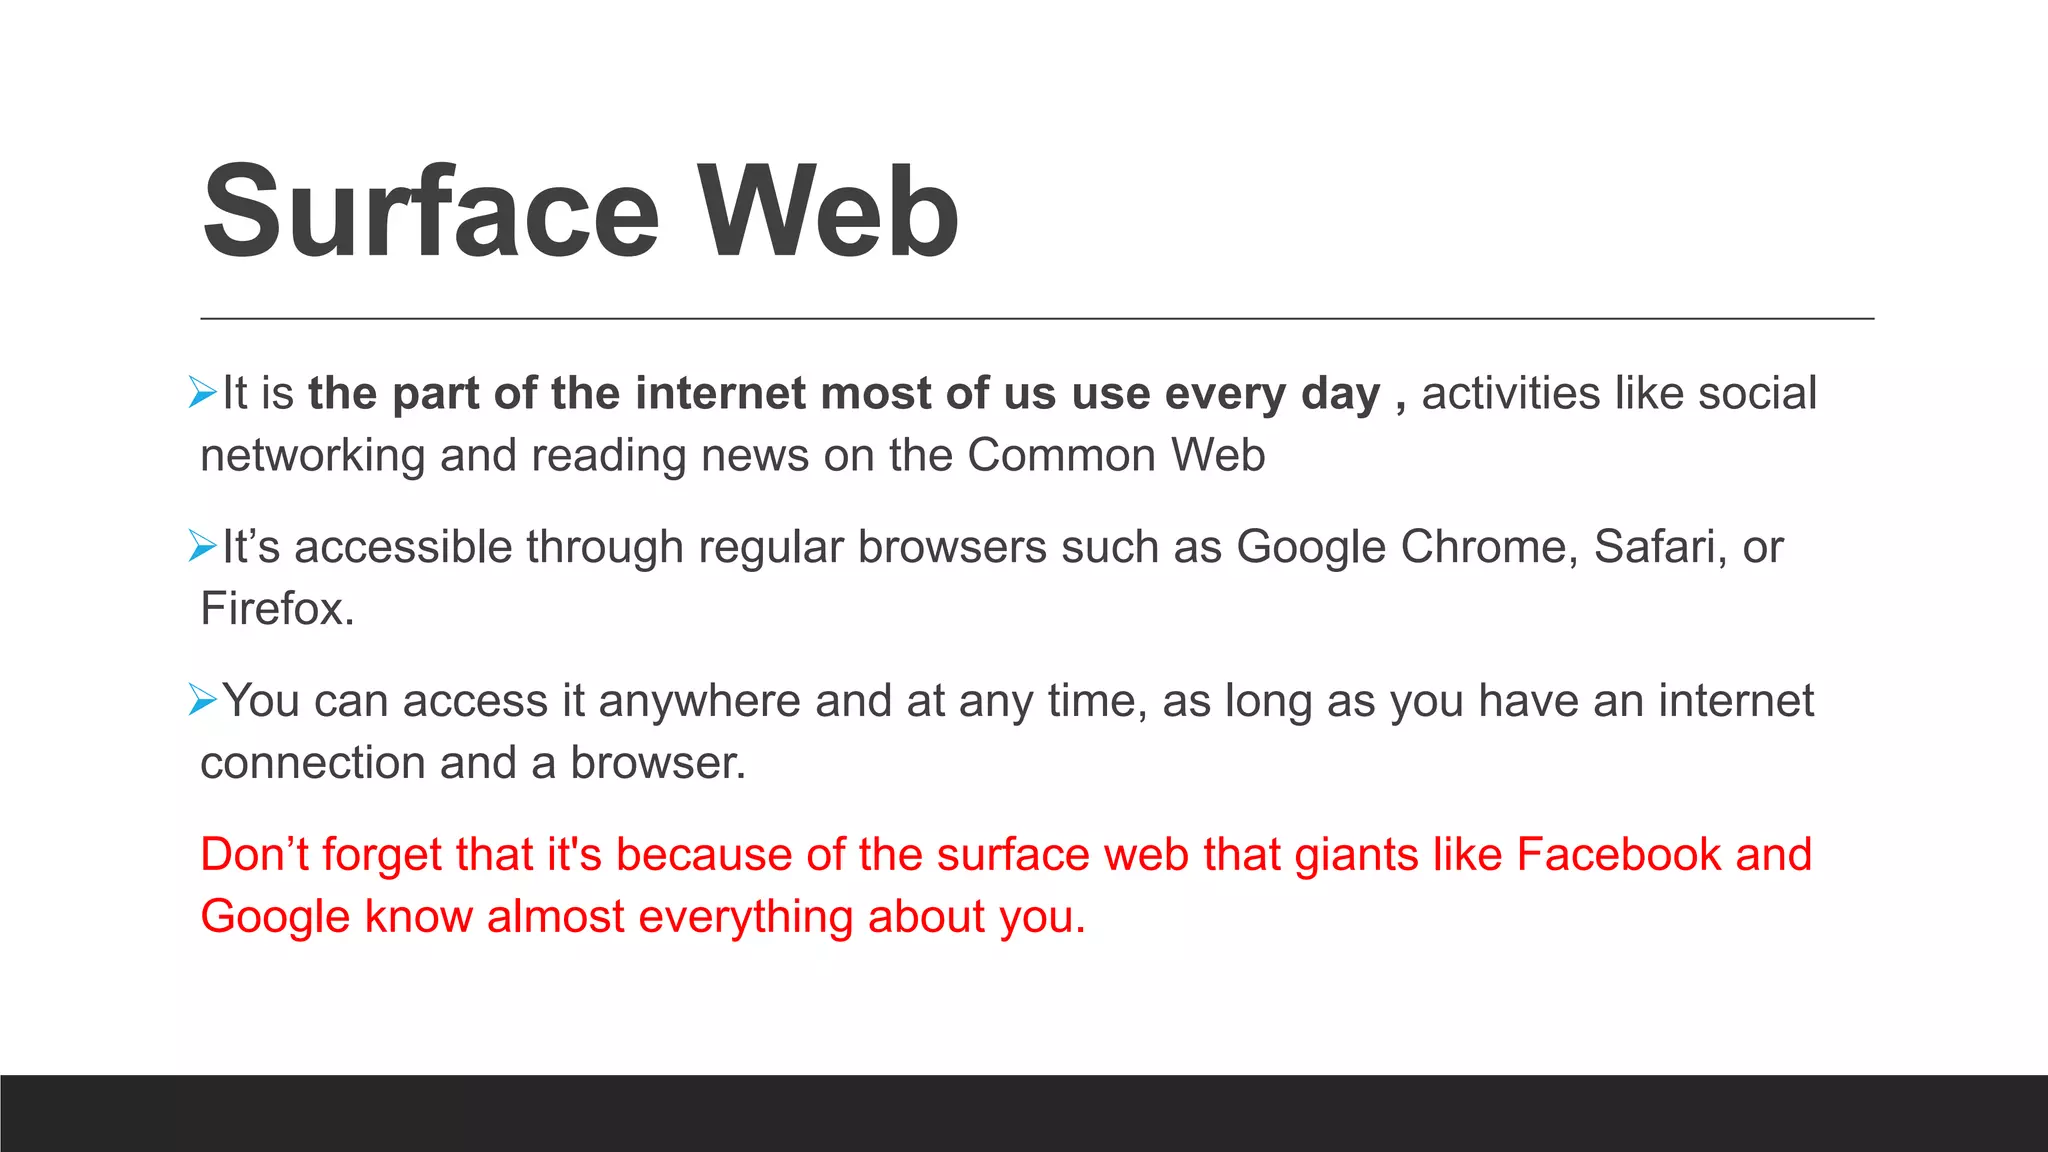 Surface Web
➢It is the part of the internet most of us use every day , activities like social
networking and reading news on the Common Web
➢It’s accessible through regular browsers such as Google Chrome, Safari, or
Firefox.
➢You can access it anywhere and at any time, as long as you have an internet
connection and a browser.
Don’t forget that it's because of the surface web that giants like Facebook and
Google know almost everything about you.